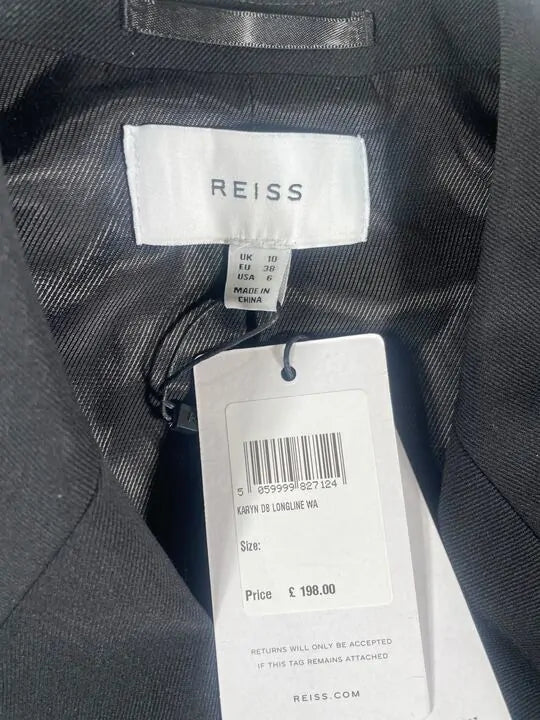 REISS
UK 10
EU 38
USA 6
MADE IN
CHINA
5 059999 827124
KARYN D8 LONGLINE WA
Size:
Price £ 198.00
RETURNS WILL ONLY BE ACCEPTED
IF THIS TAG REMAINS ATTACHED
REISS.COM